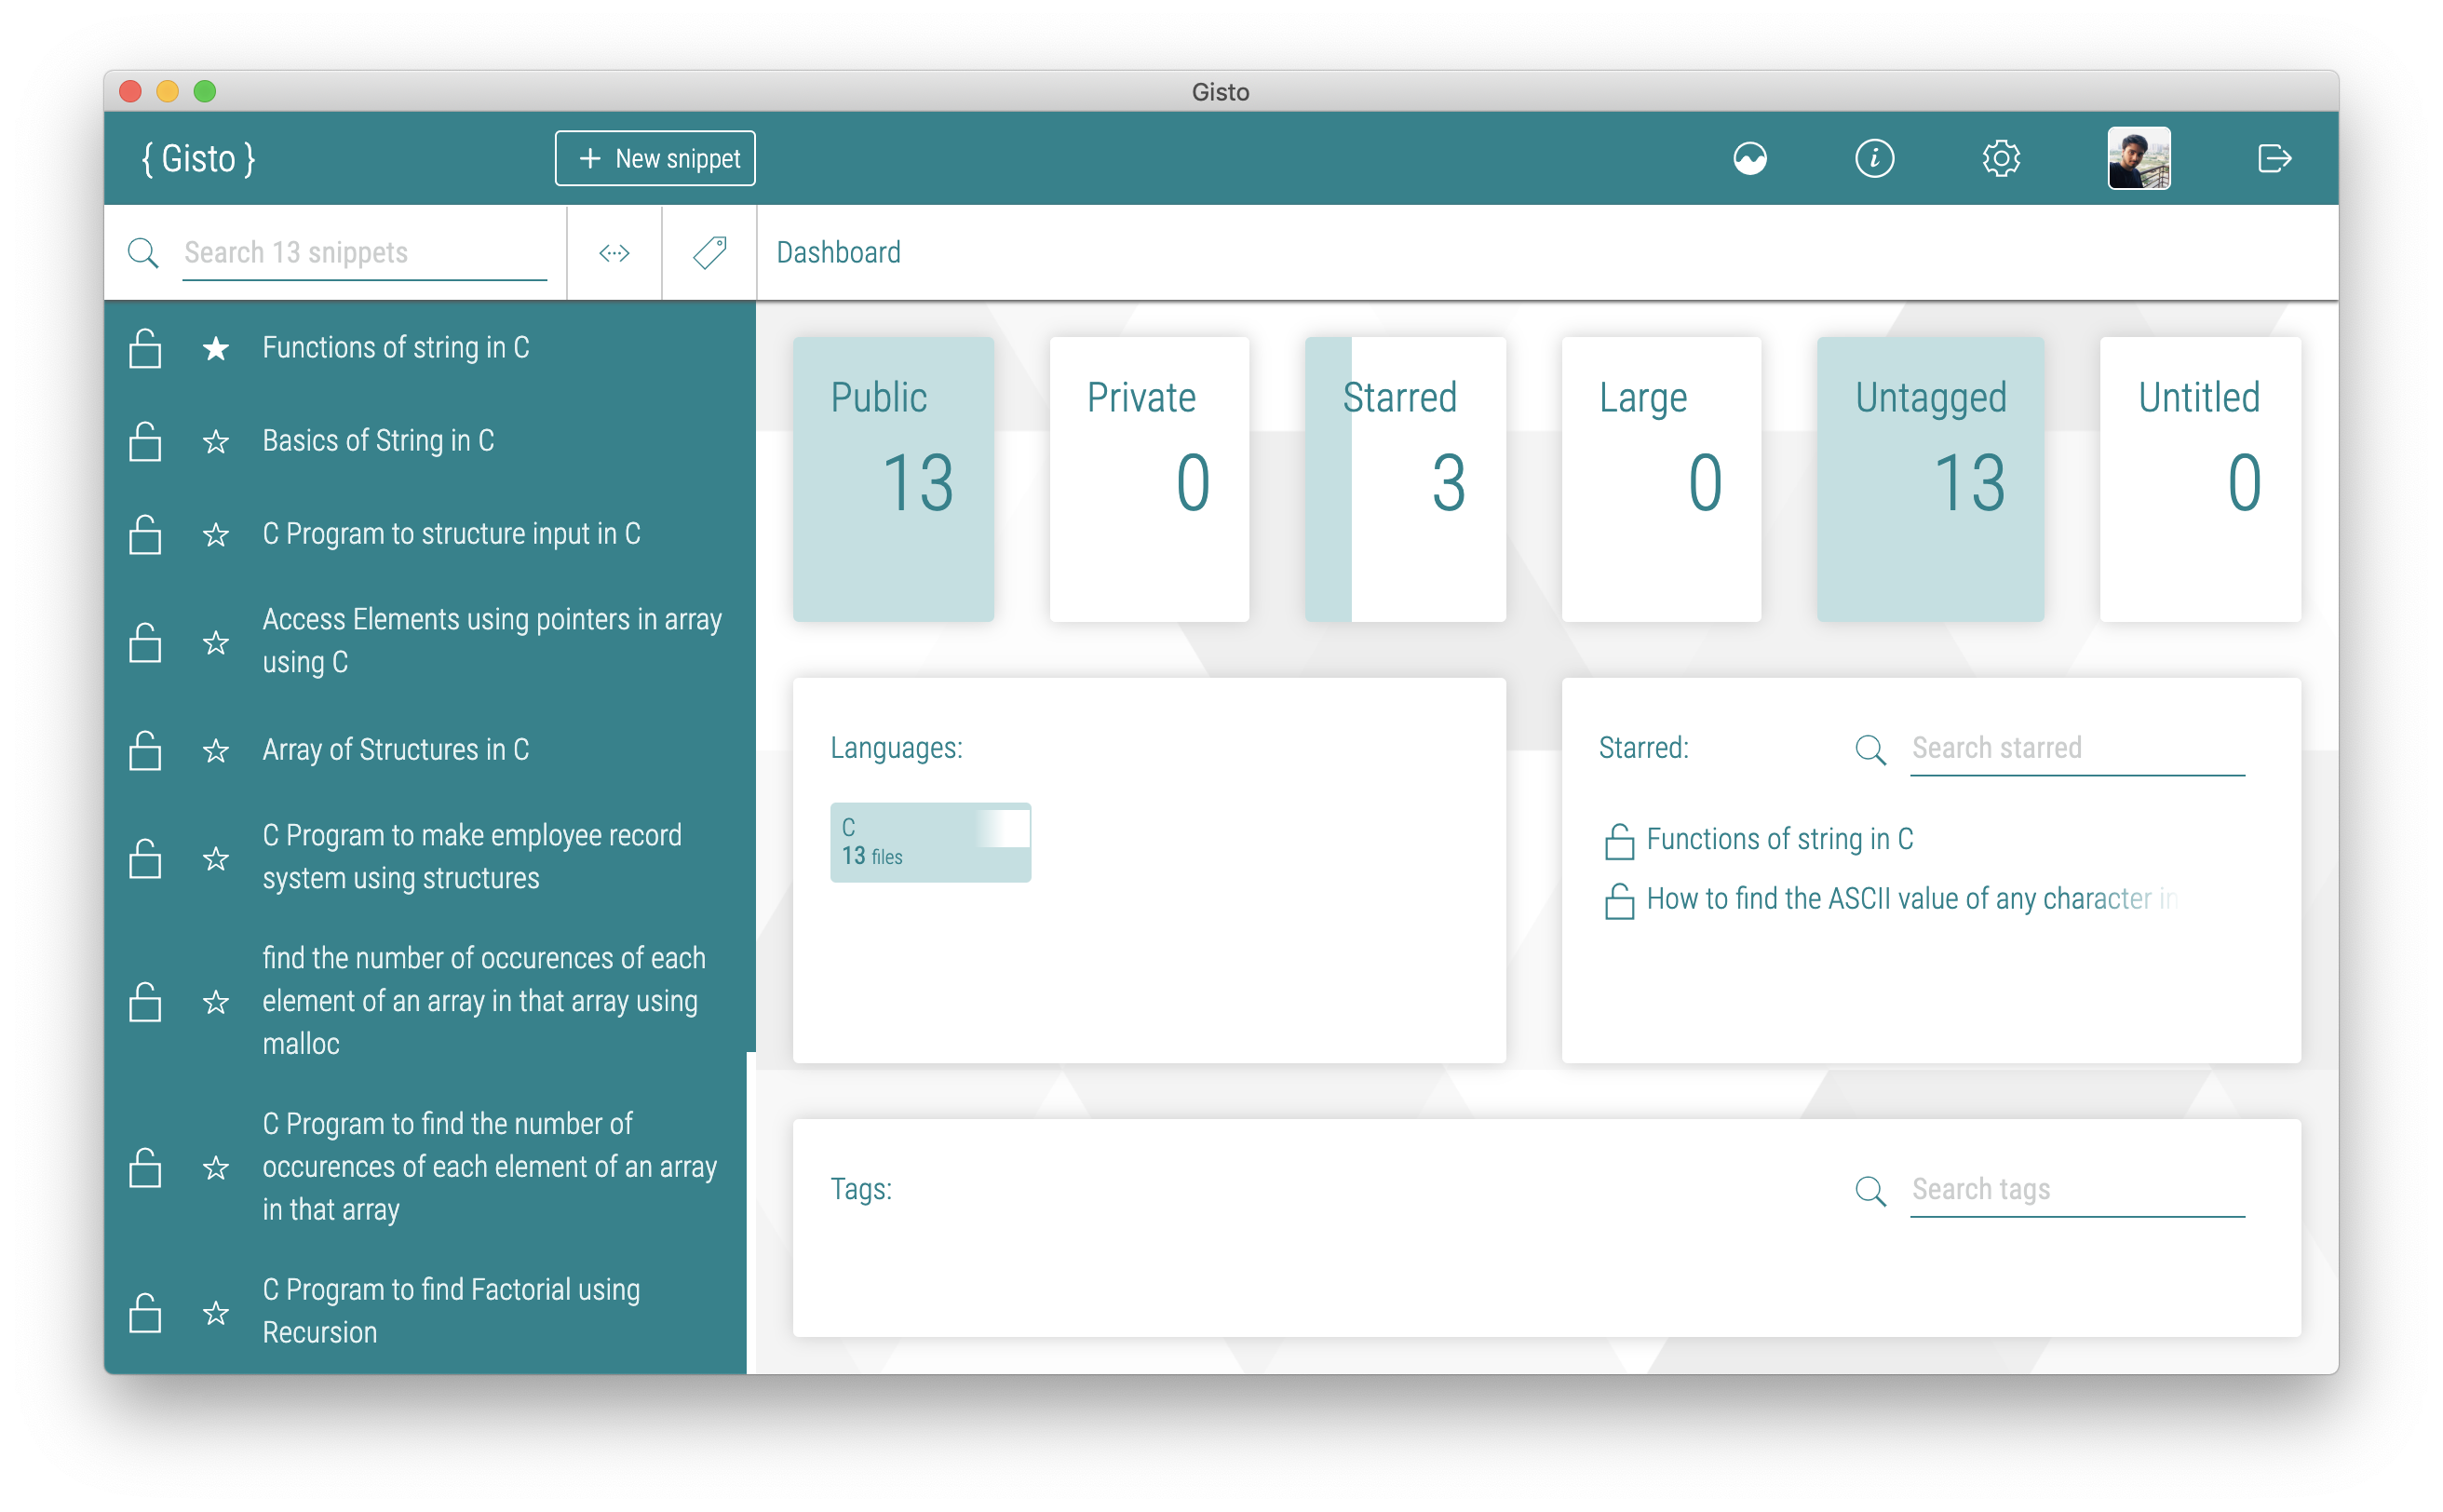 Gisto
{ Gisto }
+ New snippet
Search 13 snippets
Dashboard
Functions of string in C
Basics of String in C
C Program to structure input in C
Access Elements using pointers in array
using C
Array of Structures in C
C Program to make employee record
system using structures
find the number of occurences of each
element of an array in that array using
malloc
C Program to find the number of
occurences of each element of an array
in that array
C Program to find Factorial using
Recursion
Public
13
Private
0
Starred
3
Large
0
Untagged
13
Untitled
0
Languages:
C
13 files
Starred:
Search starred
Functions of string in C
How to find the ASCII value of any character in
Tags:
Search tags